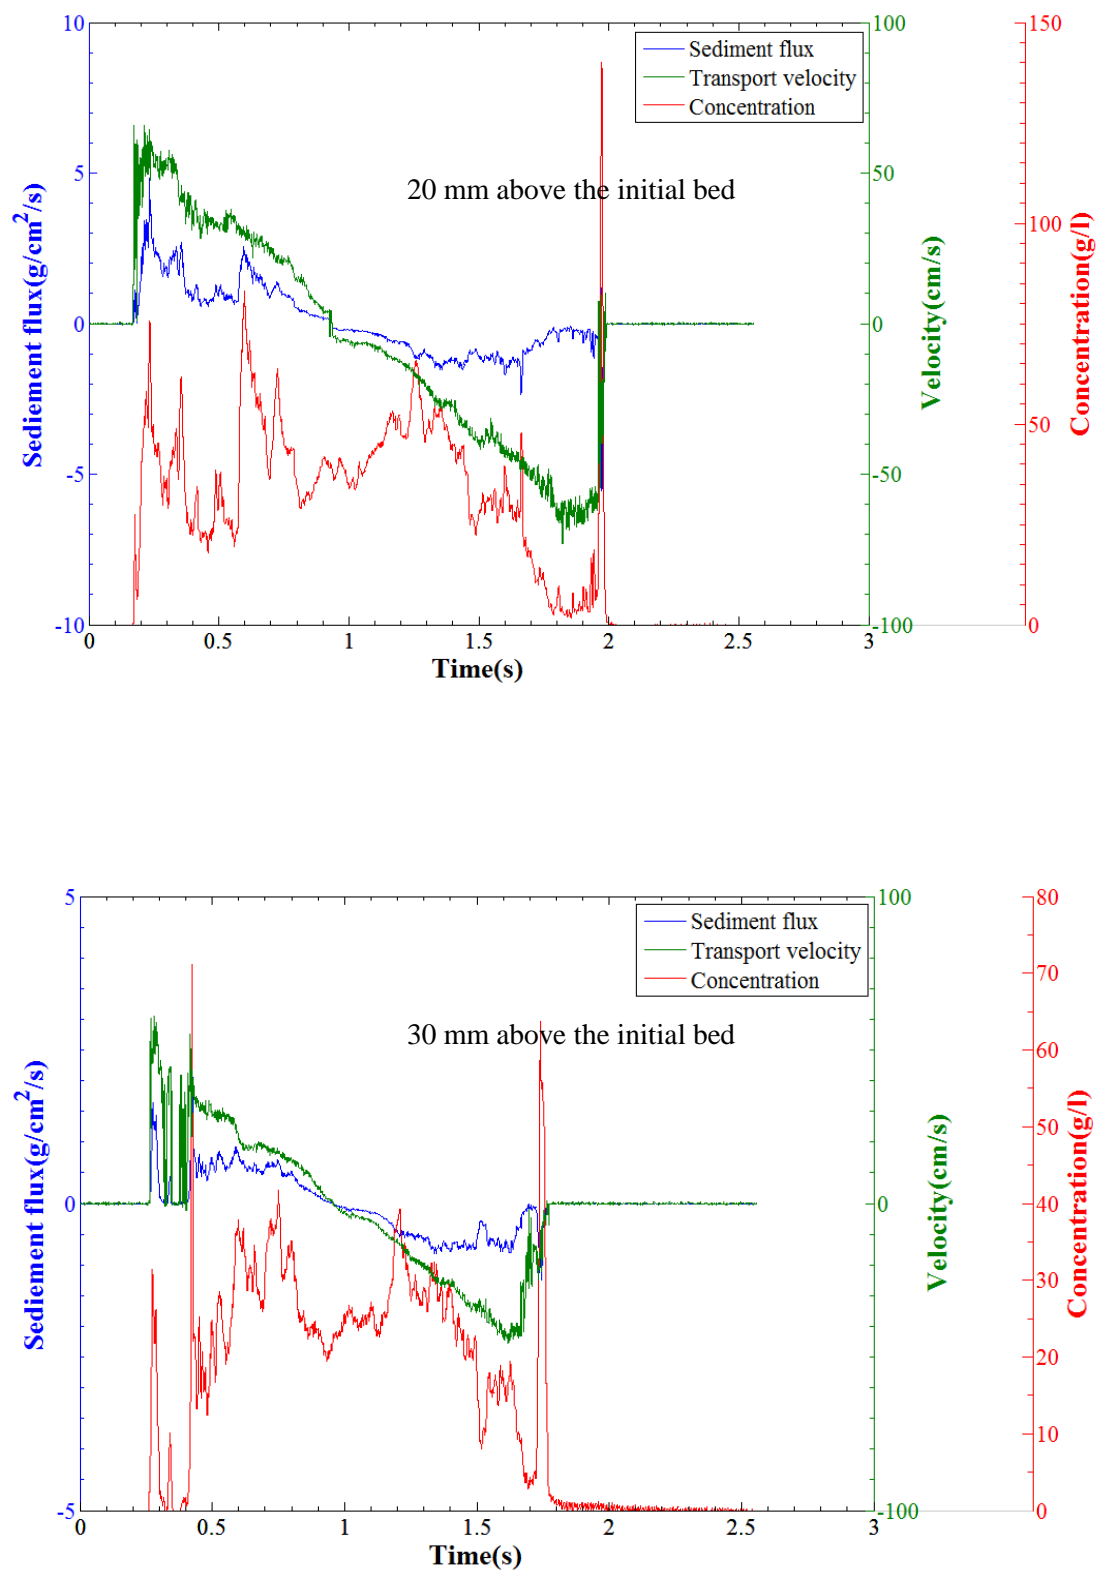 10
5
0
-5
-10
Sediement flux(g/cm2/s)
0
0.5
1
1.5
2
2.5
3
Time(s)
Sediment flux
Transport velocity
Concentration
20 mm above the initial bed
100
50
0
-50
-100
Velocity(cm/s)
150
100
50
0
Concentration(g/l)
5
0
-5
Sediement flux(g/cm2/s)
0
0.5
1
1.5
2
2.5
3
Time(s)
Sediment flux
Transport velocity
Concentration
30 mm above the initial bed
100
0
-100
Velocity(cm/s)
80
70
60
50
40
30
20
10
0
Concentration(g/l)